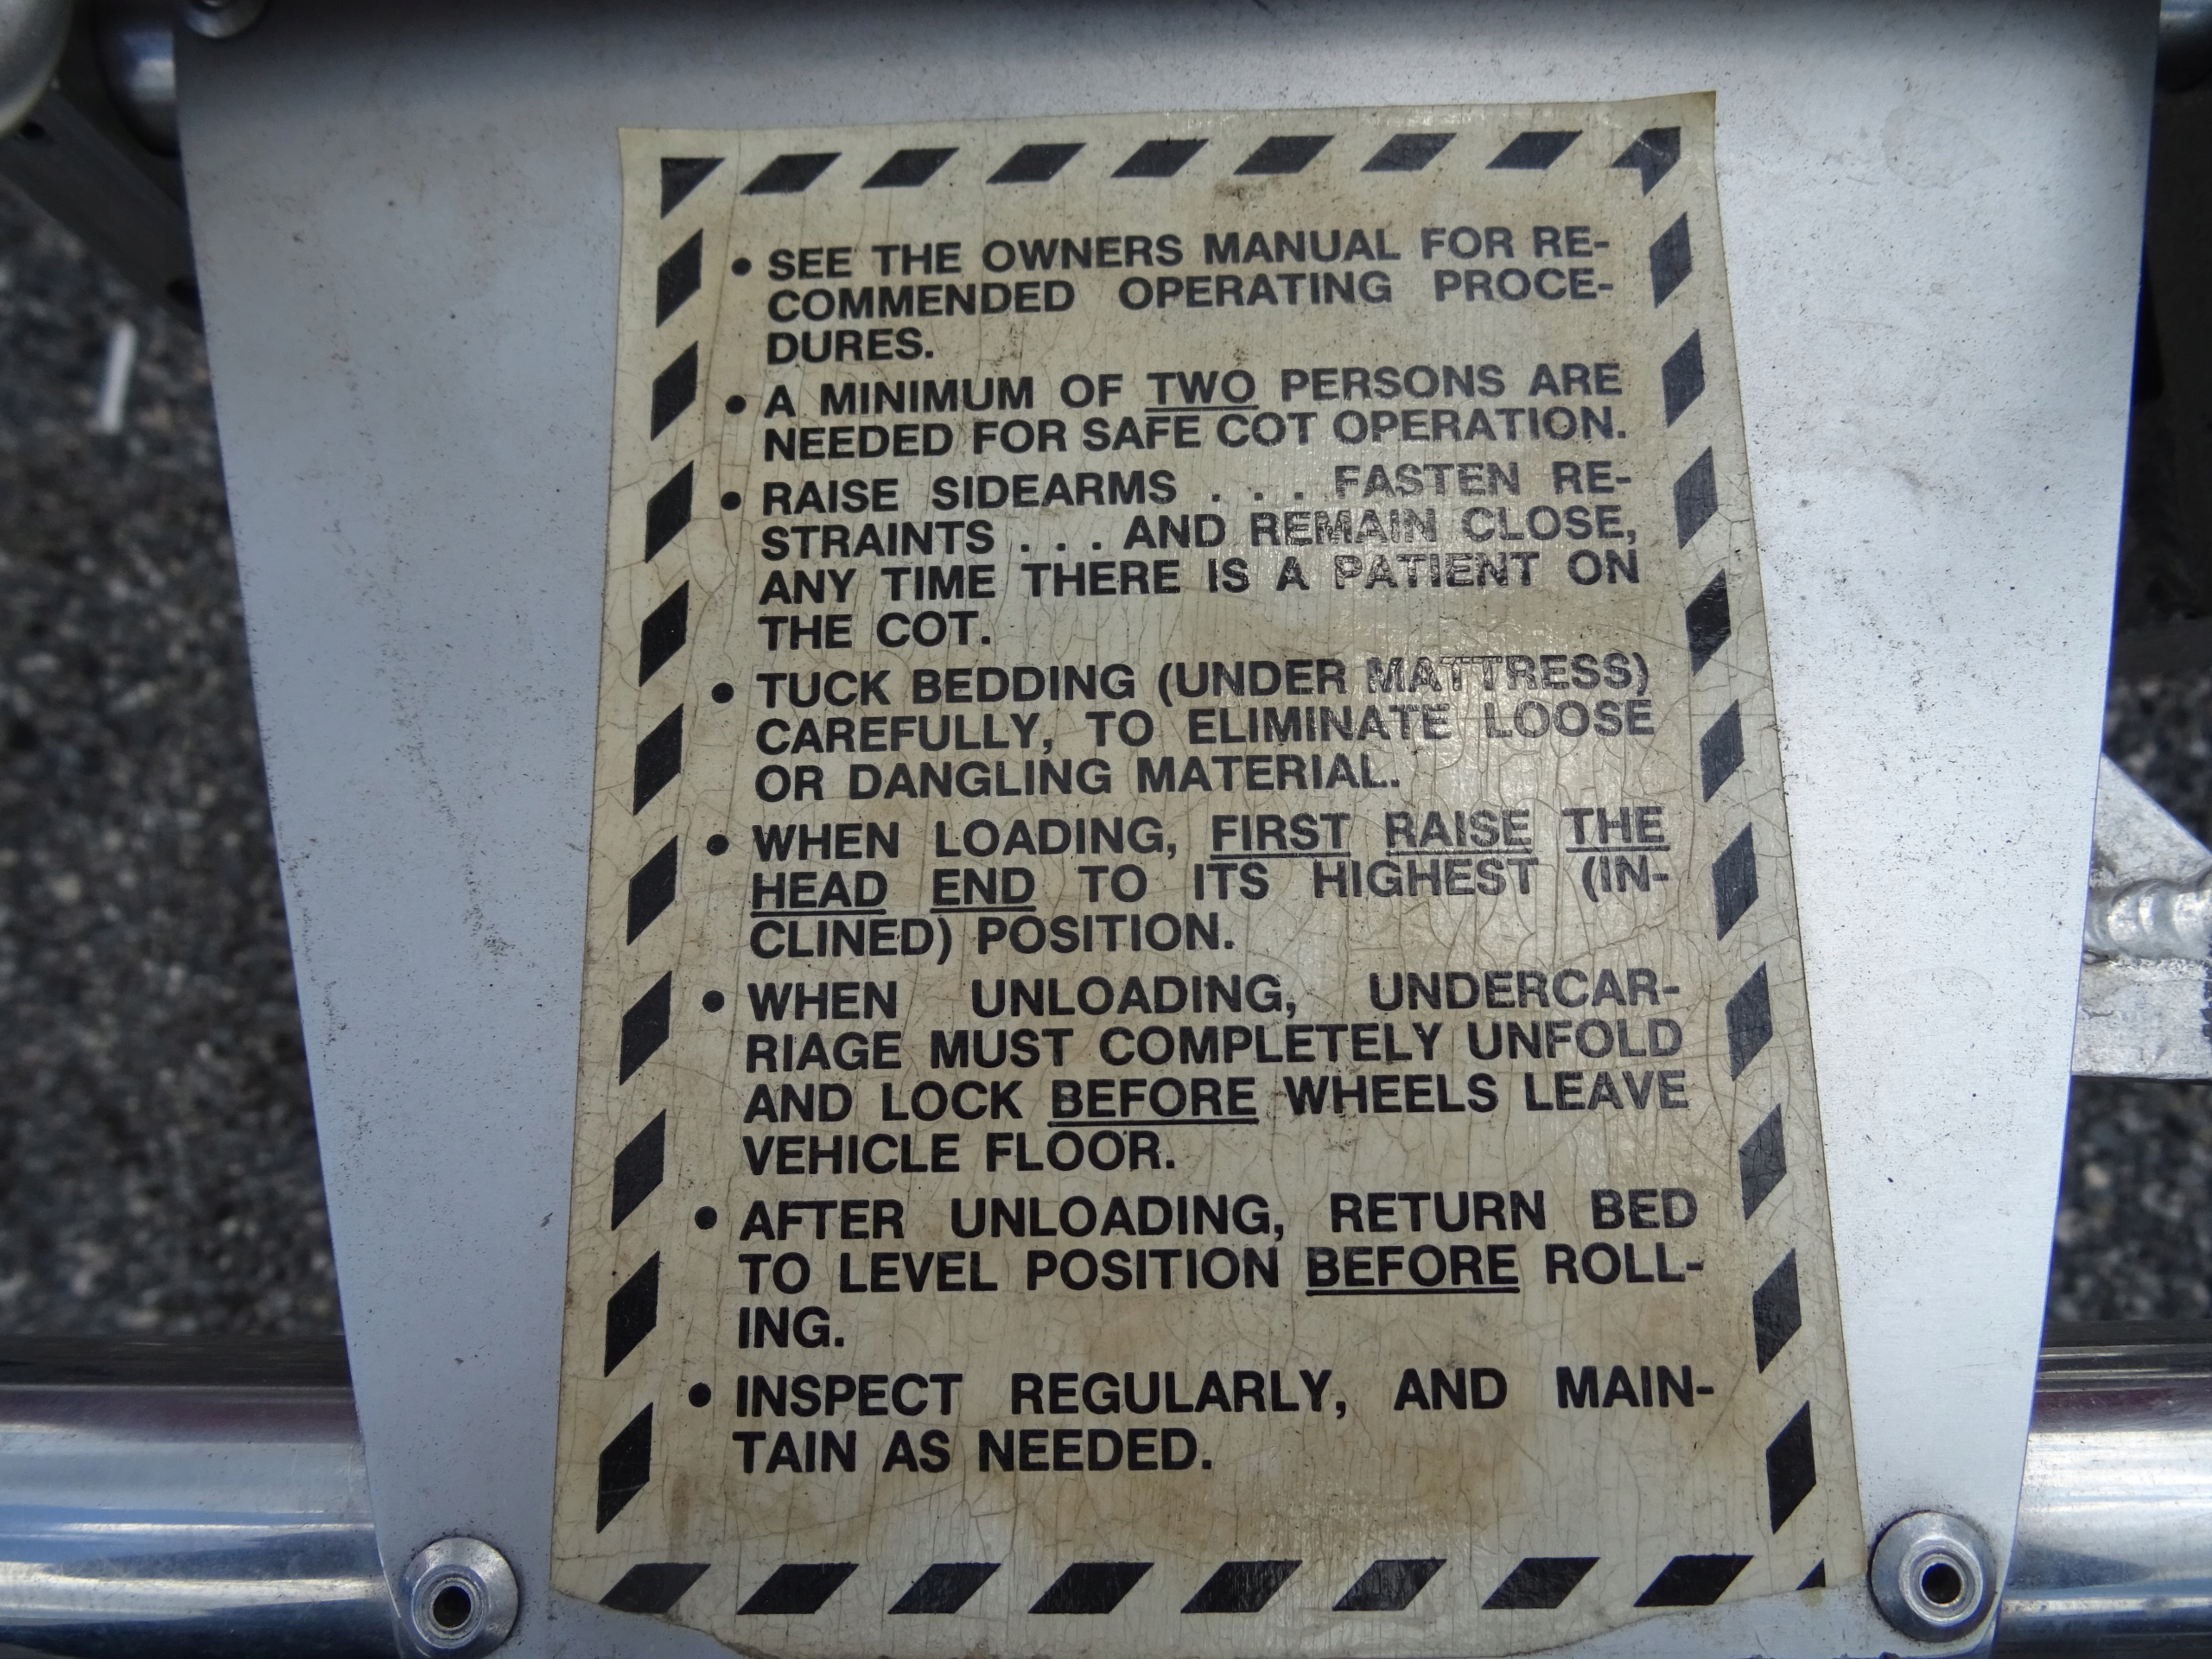 • SEE THE OWNERS MANUAL FOR RE-
COMMENDED OPERATING PROCE-
DURES.
• A MINIMUM OF TWO PERSONS ARE
NEEDED FOR SAFE COT OPERATION.
• RAISE SIDEARMS . . . FASTEN RE-
STRAINTS . . . AND REMAIN CLOSE,
ANY TIME THERE IS A PATIENT ON
THE COT.
• TUCK BEDDING (UNDER MATTRESS)
CAREFULLY, TO ELIMINATE LOOSE
OR DANGLING MATERIAL.
• WHEN LOADING, FIRST RAISE THE
HEAD END TO ITS HIGHEST (IN-
CLINED) POSITION.
• WHEN UNLOADING, UNDERCAR-
RIAGE MUST COMPLETELY UNFOLD
AND LOCK BEFORE WHEELS LEAVE
VEHICLE FLOOR.
• AFTER UNLOADING, RETURN BED
TO LEVEL POSITION BEFORE ROLL-
ING.
• INSPECT REGULARLY, AND MAIN-
TAIN AS NEEDED.